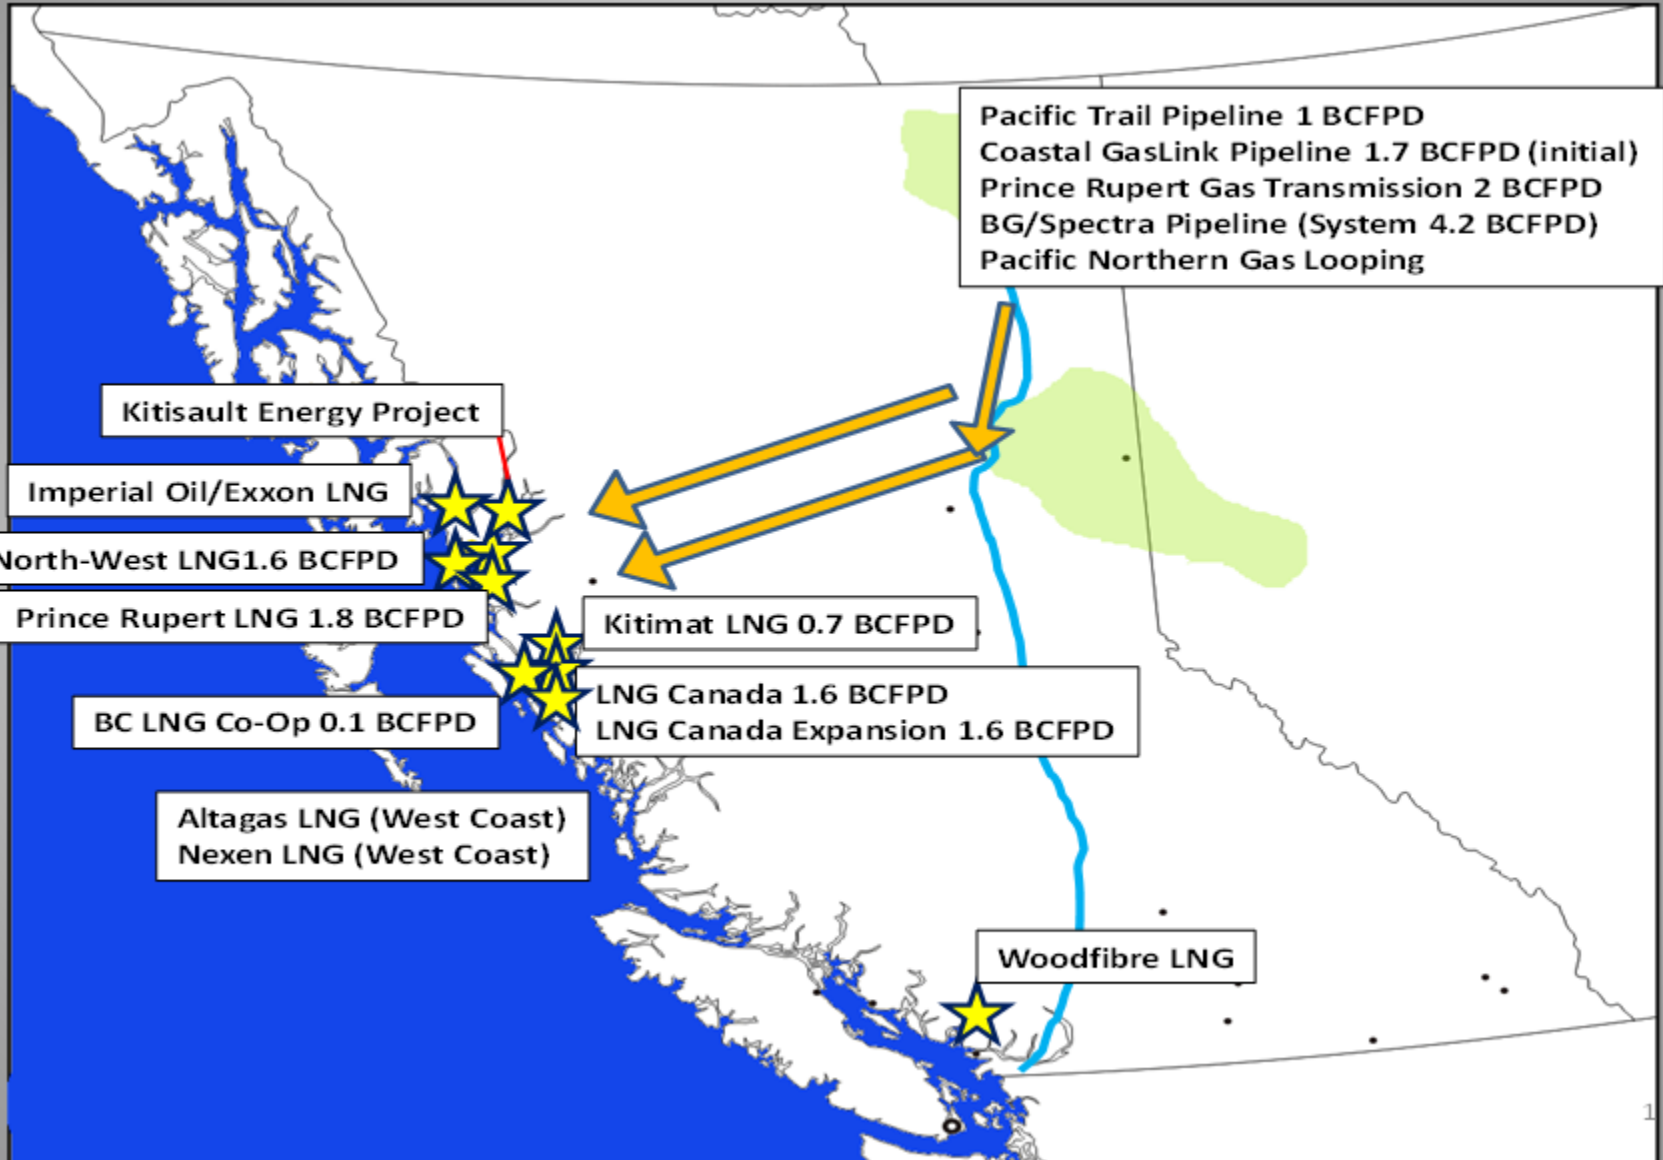 Pacific Trail Pipeline 1 BCFPD
Coastal GasLink Pipeline 1.7 BCFPD (initial)
Prince Rupert Gas Transmission 2 BCFPD
BG/Spectra Pipeline (System 4.2 BCFPD)
Pacific Northern Gas Looping
Kitisault Energy Project
Imperial Oil/Exxon LNG
North-West LNG1.6 BCFPD
Prince Rupert LNG 1.8 BCFPD
Kitimat LNG 0.7 BCFPD
LNG Canada 1.6 BCFPD
LNG Canada Expansion 1.6 BCFPD
BC LNG Co-Op 0.1 BCFPD
Altagas LNG (West Coast)
Nexen LNG (West Coast)
Woodfibre LNG
1